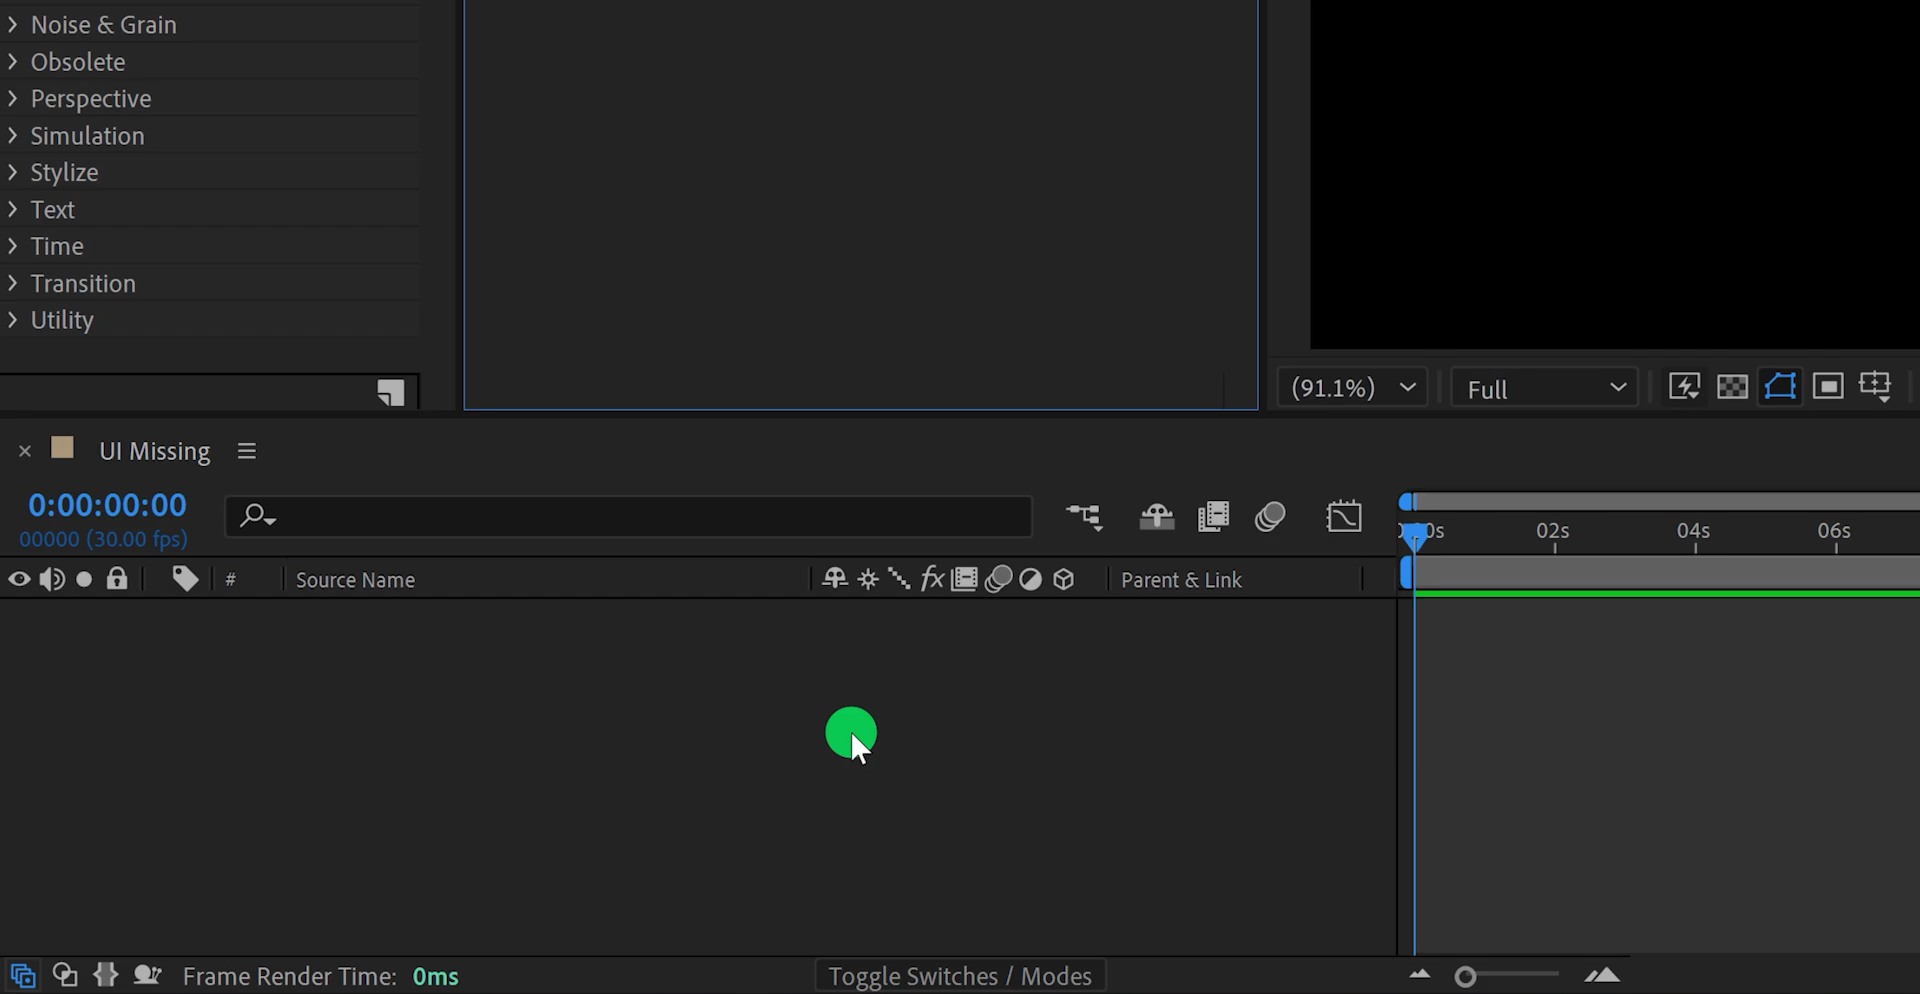 Noise & Grain
Obsolete
Perspective
Simulation
Stylize
Text
Time
Transition
Utility
(91.1%)
Full
UI Missing
0:00:00:00
00000 (30.00 fps)
02s
04s
06s
#
Source Name
fx
Parent & Link
Frame Render Time: 0ms
Toggle Switches / Modes